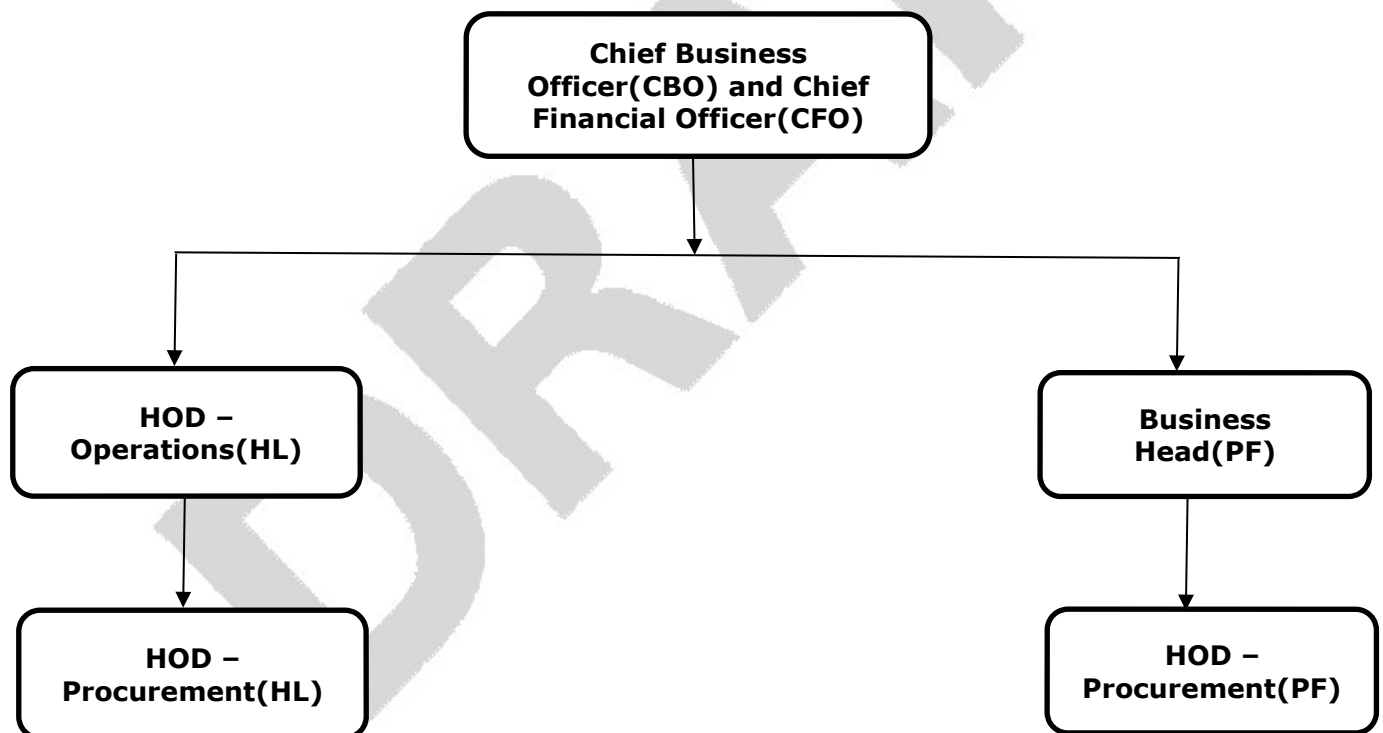 Chief Business
Officer(CBO) and Chief
Financial Officer(CFO)
HOD –
Operations(HL)
Business
Head(PF)
HOD –
Procurement(HL)
HOD –
Procurement(PF)
DRA